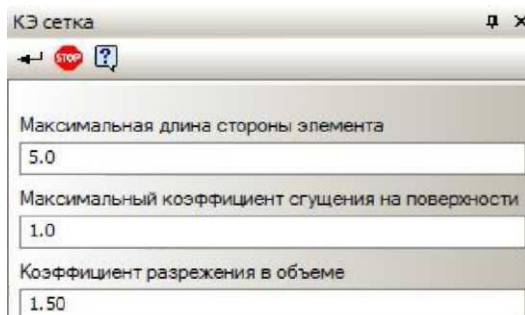 КЭ сетка
STOP
?
Максимальная длина стороны элемента
5.0
Максимальный коэффициент сгущения на поверхности
1.0
Коэффициент разрежения в объеме
1.50